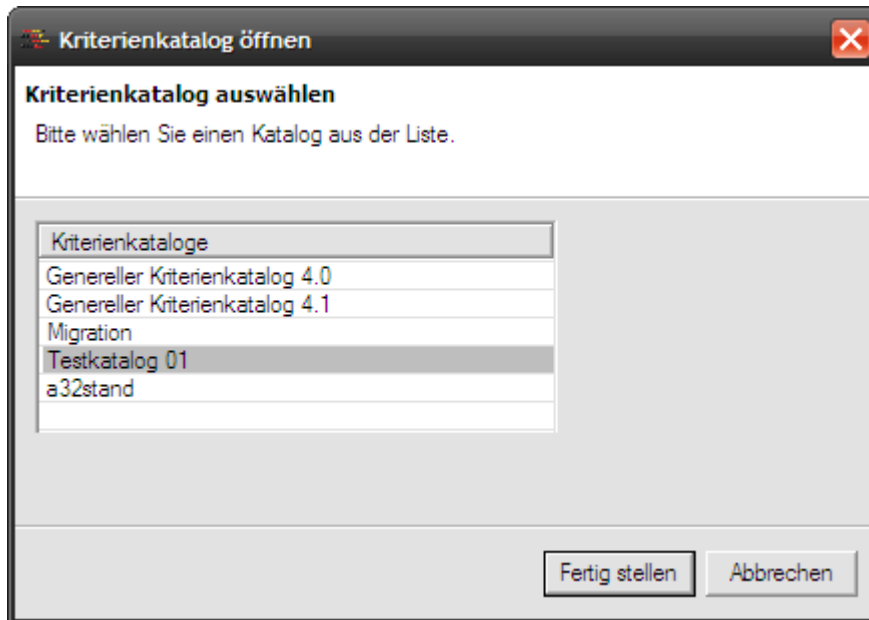 Kriterienkatalog öffnen
Kriterienkatalog auswählen
Bitte wählen Sie einen Katalog aus der Liste.
Kriterienkataloge
Genereller Kriterienkatalog 4.0
Genereller Kriterienkatalog 4.1
Migration
Testkatalog 01
a32stand
Fertig stellen Abbrechen